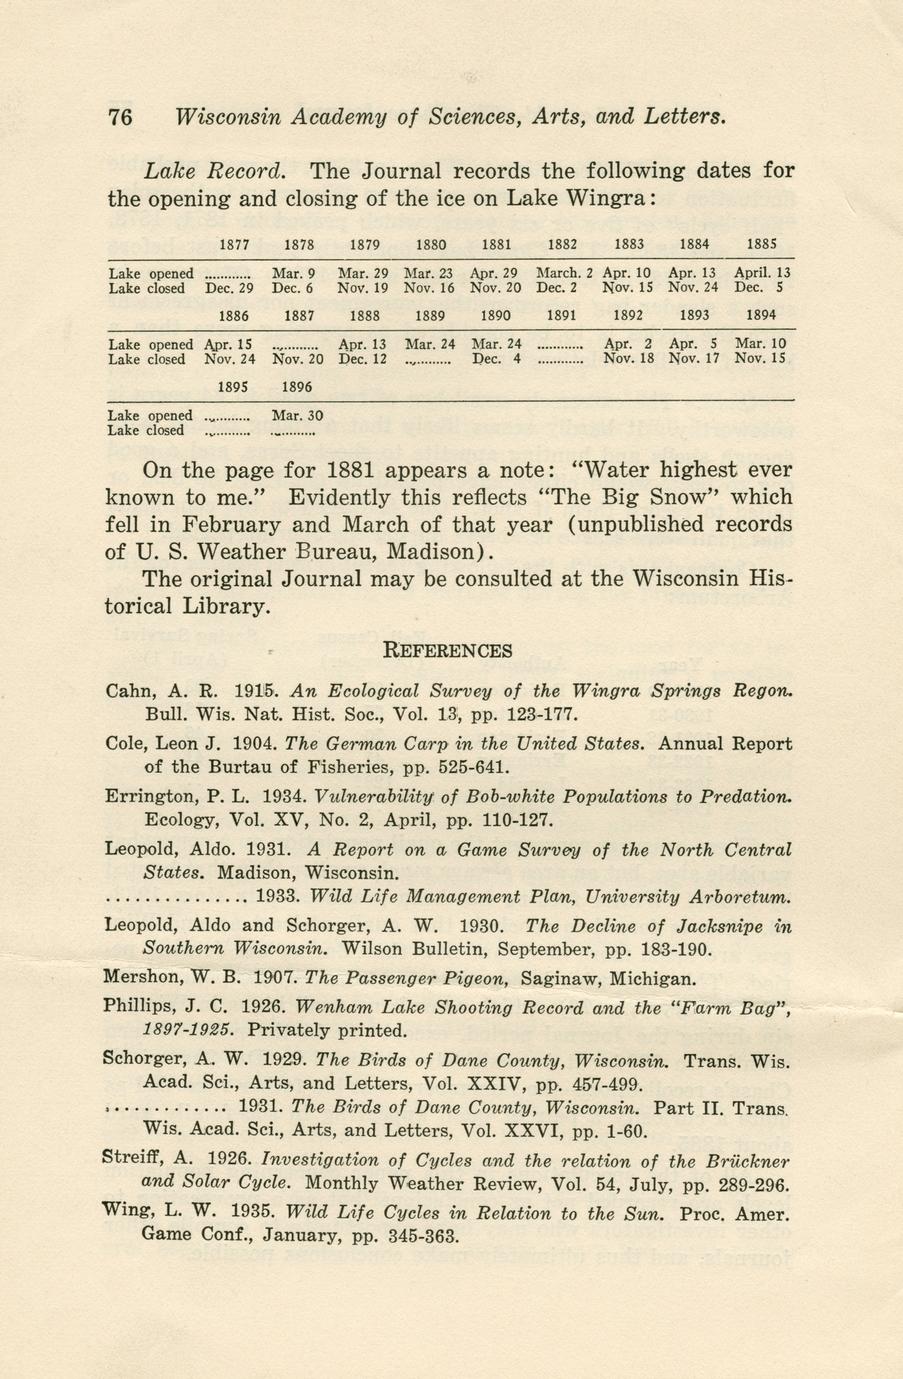 76 Wisconsin Academy of Sciences, Arts, and Letters.
Lake Record. The Journal records the following dates for
the opening and closing of the ice on Lake Wingra:
1877 1878 1879 1880 1881 1882 1883 1884 1885
Lake opened ............ Mar. 9 Mar. 29 Mar. 23 Apr. 29 March. 2 Apr. 10 Apr. 13 April. 13
Lake closed Dec. 29 Dec. 6 Nov. 19 Nov. 16 Nov. 20 Dec. 2 Nov. 15 Nov. 24 Dec. 5
1886 1887 1888 1889 1890 1891 1892 1893 1894
Lake opened Apr. 15 ............ Apr. 13 Mar. 24 Mar. 24 ............ Apr. 2 Apr. 5 Mar. 10
Lake closed Nov. 24 Nov. 20 Dec. 12 ............ Dec. 4 ............ Nov. 18 Nov. 17 Nov. 15
1895 1896
Lake opened ............ Mar. 30
Lake closed ............ ............
On the page for 1881 appears a note: “Water highest ever
known to me.” Evidently this reflects “The Big Snow” which
fell in February and March of that year (unpublished records
of U. S. Weather Bureau, Madison).
The original Journal may be consulted at the Wisconsin His-
torical Library.
REFERENCES
Cahn, A. R. 1915. An Ecological Survey of the Wingra Springs Regon.
Bull. Wis. Nat. Hist. Soc., Vol. 13, pp. 123-177.
Cole, Leon J. 1904. The German Carp in the United States. Annual Report
of the Burtau of Fisheries, pp. 525-641.
Errington, P. L. 1934. Vulnerability of Bob-white Populations to Predation.
Ecology, Vol. XV, No. 2, April, pp. 110-127.
Leopold, Aldo. 1931. A Report on a Game Survey of the North Central
States. Madison, Wisconsin.
............... 1933. Wild Life Management Plan, University Arboretum.
Leopold, Aldo and Schorger, A. W. 1930. The Decline of Jacksnipe in
Southern Wisconsin. Wilson Bulletin, September, pp. 183-190.
Mershon, W. B. 1907. The Passenger Pigeon, Saginaw, Michigan.
Phillips, J. C. 1926. Wenham Lake Shooting Record and the “Farm Bag”,
1897-1925. Privately printed.
Schorger, A. W. 1929. The Birds of Dane County, Wisconsin. Trans. Wis.
Acad. Sci., Arts, and Letters, Vol. XXIV, pp. 457-499.
.............. 1931. The Birds of Dane County, Wisconsin. Part II. Trans.
Wis. Acad. Sci., Arts, and Letters, Vol. XXVI, pp. 1-60.
Streiff, A. 1926. Investigation of Cycles and the relation of the Brückner
and Solar Cycle. Monthly Weather Review, Vol. 54, July, pp. 289-296.
Wing, L. W. 1935. Wild Life Cycles in Relation to the Sun. Proc. Amer.
Game Conf., January, pp. 345-363.